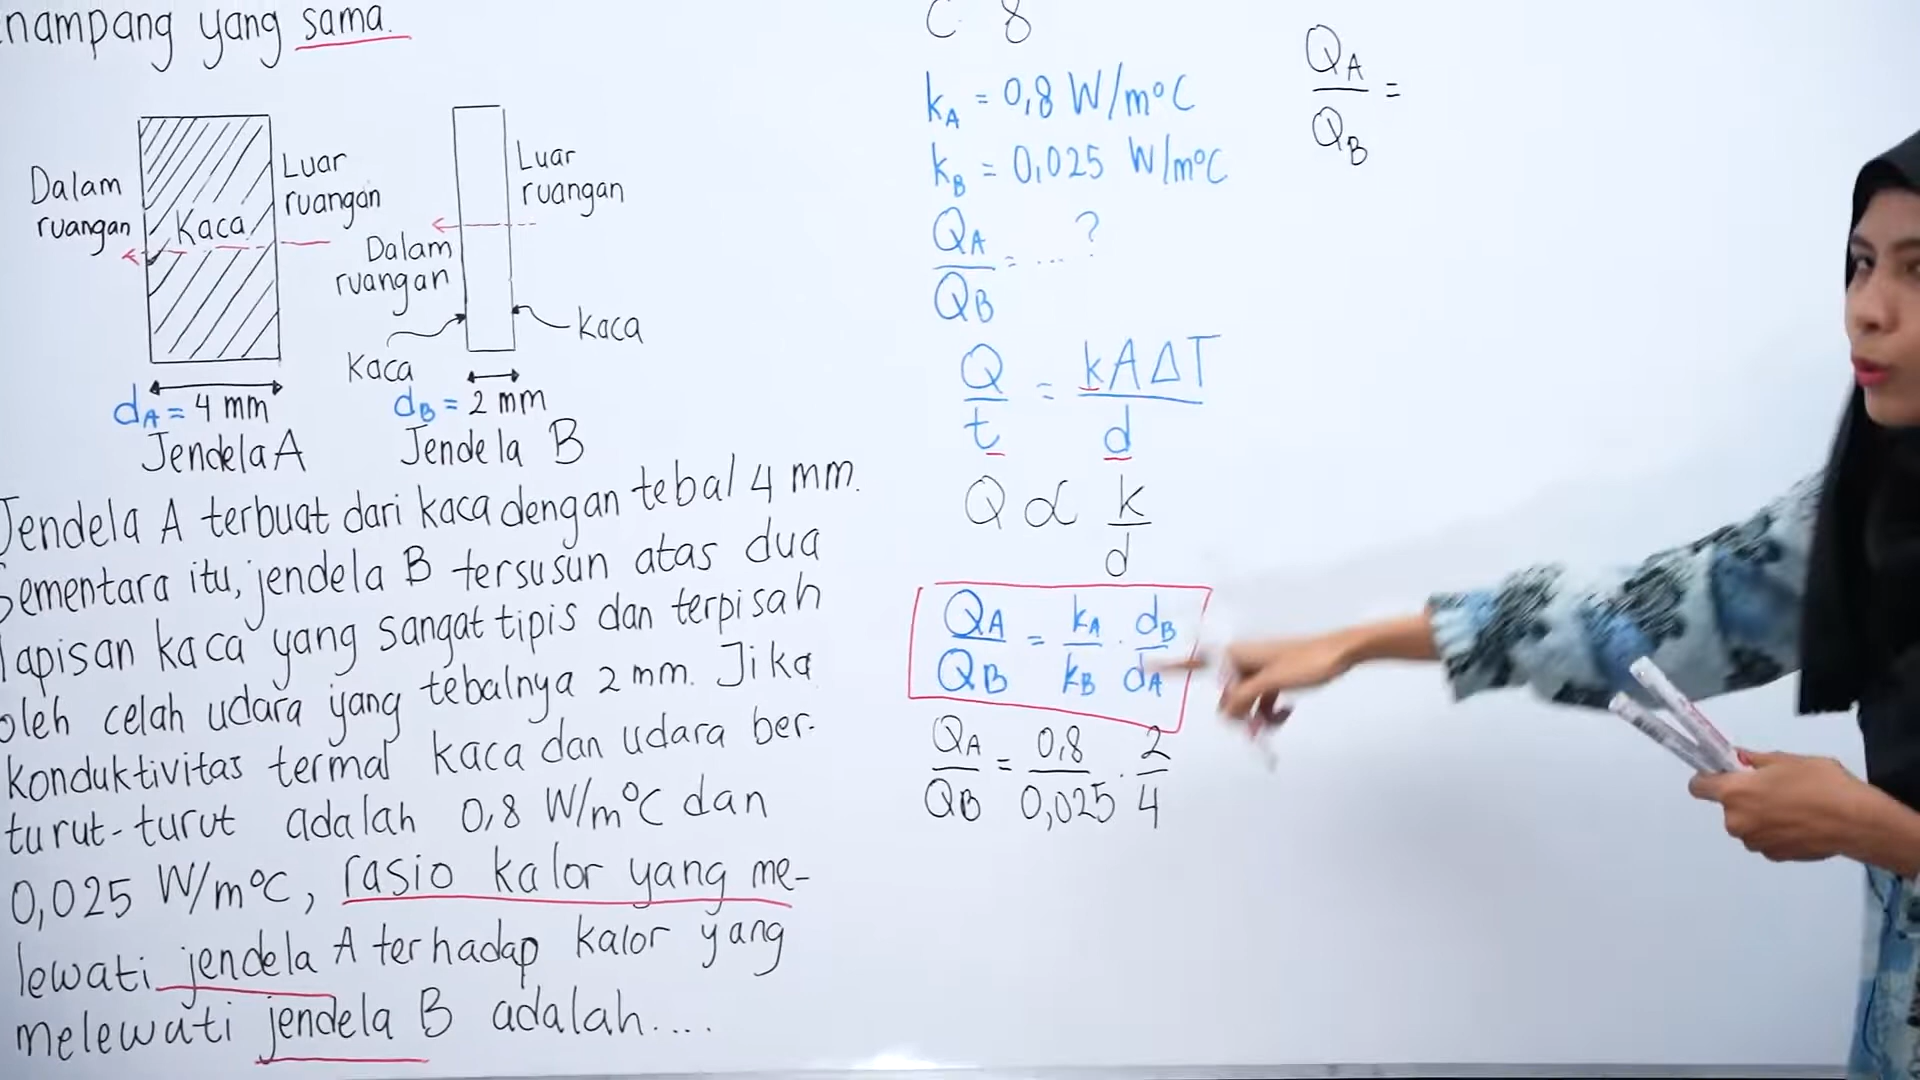 nampang yang sama.
Dalam
ruangan
Kaca
Luar
ruangan
dA = 4 mm
Jendela A
Luar
ruangan
Dalam
ruangan
Kaca
Kaca
dB = 2 mm
Jendela B
Jendela A terbuat dari kaca dengan tebal 4 mm.
Sementara itu, jendela B tersusun atas dua
lapisan kaca yang sangat tipis dan terpisah
oleh celah udara yang tebalnya 2 mm. Jika
konduktivitas termal kaca dan udara ber-
turut-turut adalah 0,8 W/m°C dan
0,025 W/m°C, rasio kalor yang me-
lewati jendela A terhadap kalor yang
melewati jendela B adalah....
C 8
kA = 0,8 W/m°C
kB = 0,025 W/m°C
QA/QB = ...?
Q/t = kAΔT/d
Q ∝ k/d
QA/QB = kA/kB · dB/dA
QA/QB = 0,8/0,025 · 2/4
QA/QB =